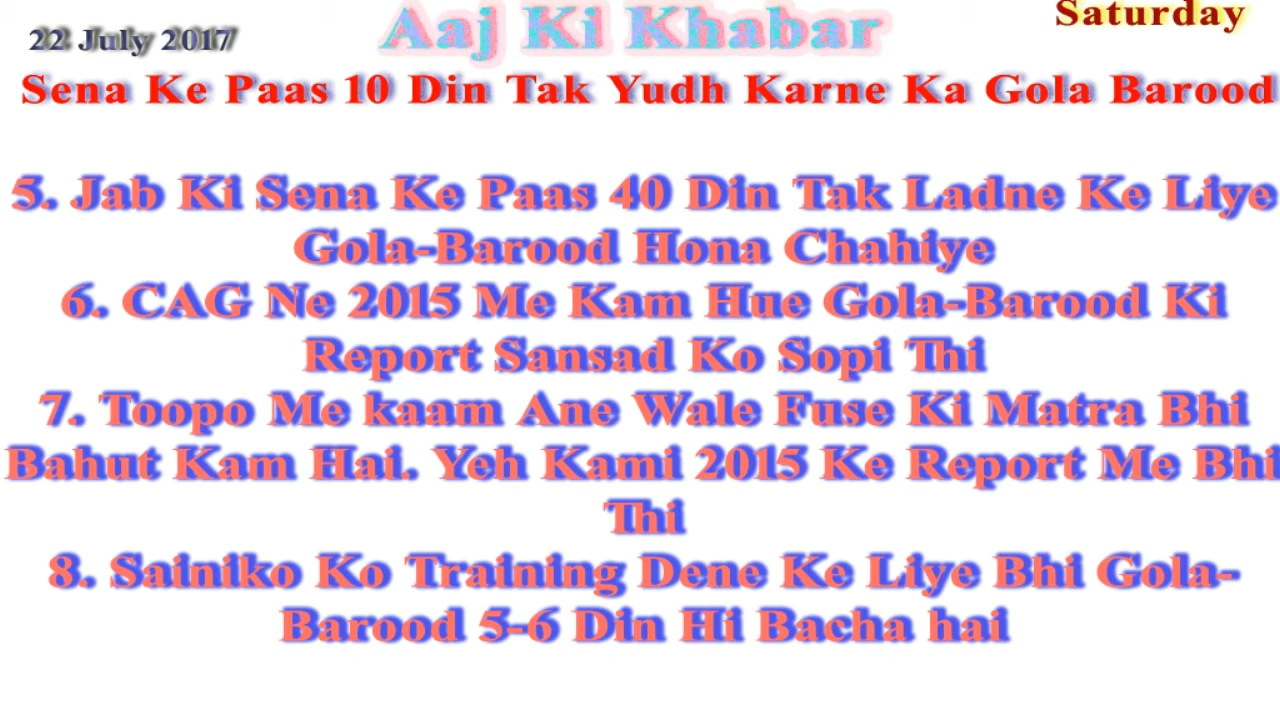 22 July 2017
Aaj Ki Khabar
Saturday
Sena Ke Paas 10 Din Tak Yudh Karne Ka Gola Barood
5. Jab Ki Sena Ke Paas 40 Din Tak Ladne Ke Liye
Gola-Barood Hona Chahiye
6. CAG Ne 2015 Me Kam Hue Gola-Barood Ki
Report Sansad Ko Sopi Thi
7. Toopo Me kaam Ane Wale Fuse Ki Matra Bhi
Bahut Kam Hai. Yeh Kami 2015 Ke Report Me Bhi
Thi
8. Sainiko Ko Training Dene Ke Liye Bhi Gola-
Barood 5-6 Din Hi Bacha hai